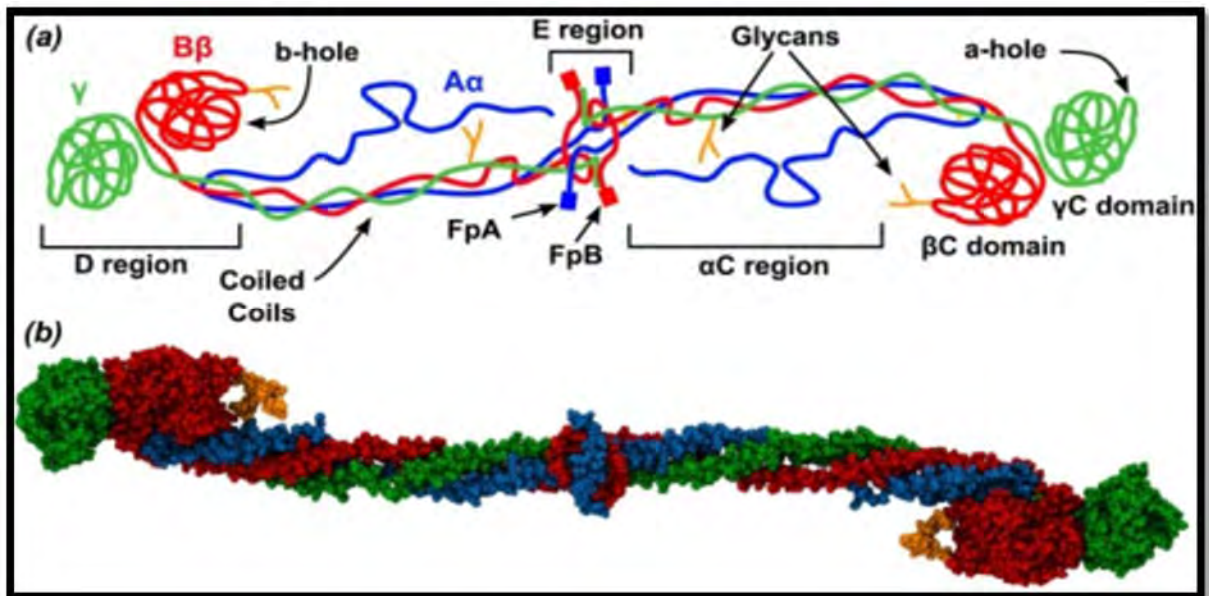 (a)
E region
Glycans
a-hole
Bβ
b-hole
Aα
γ
FpA
FpB
D region
Coiled
Coils
αC region
βC domain
γC domain
(b)